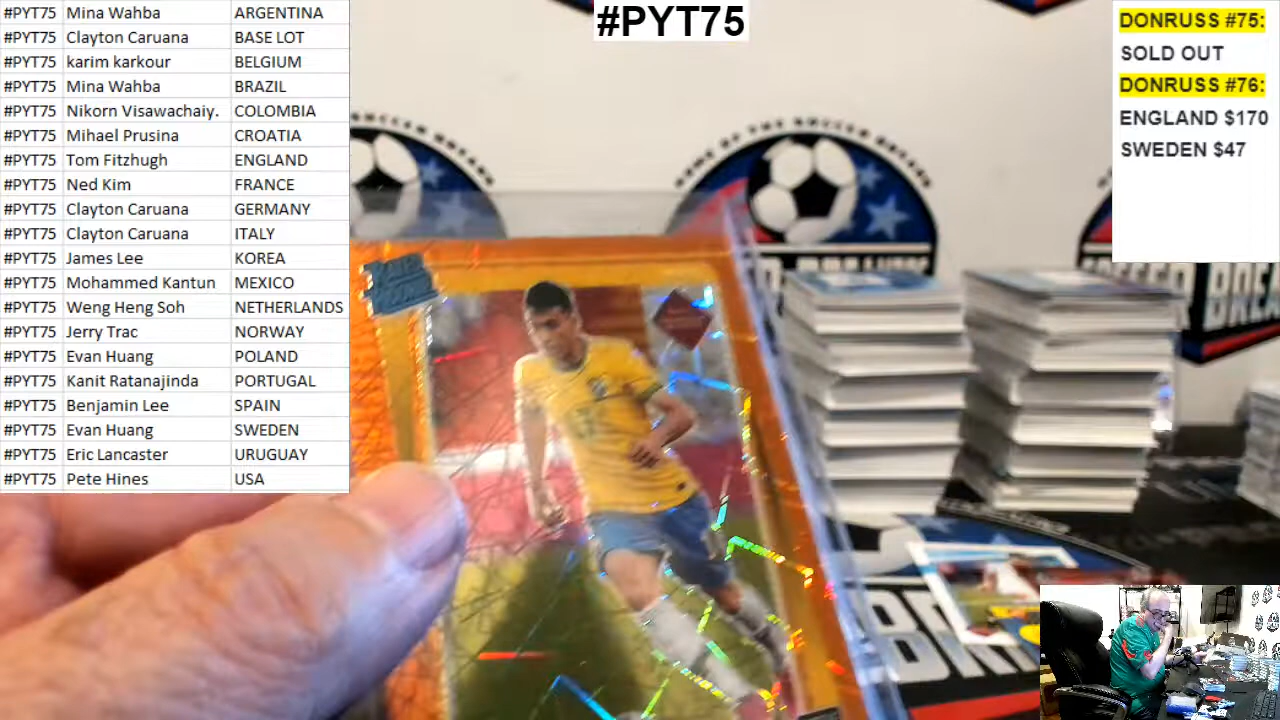 #PYT75 Mina Wahba ARGENTINA
#PYT75 Clayton Caruana BASE LOT
#PYT75 karim karkour BELGIUM
#PYT75 Mina Wahba BRAZIL
#PYT75 Nikorn Visawachaiy. COLOMBIA
#PYT75 Mihael Prusina CROATIA
#PYT75 Tom Fitzhugh ENGLAND
#PYT75 Ned Kim FRANCE
#PYT75 Clayton Caruana GERMANY
#PYT75 Clayton Caruana ITALY
#PYT75 James Lee KOREA
#PYT75 Mohammed Kantun MEXICO
#PYT75 Weng Heng Soh NETHERLANDS
#PYT75 Jerry Trac NORWAY
#PYT75 Evan Huang POLAND
#PYT75 Kanit Ratanajinda PORTUGAL
#PYT75 Benjamin Lee SPAIN
#PYT75 Evan Huang SWEDEN
#PYT75 Eric Lancaster URUGUAY
#PYT75 Pete Hines USA
#PYT75
DONRUSS #75:
SOLD OUT
DONRUSS #76:
ENGLAND $170
SWEDEN $47